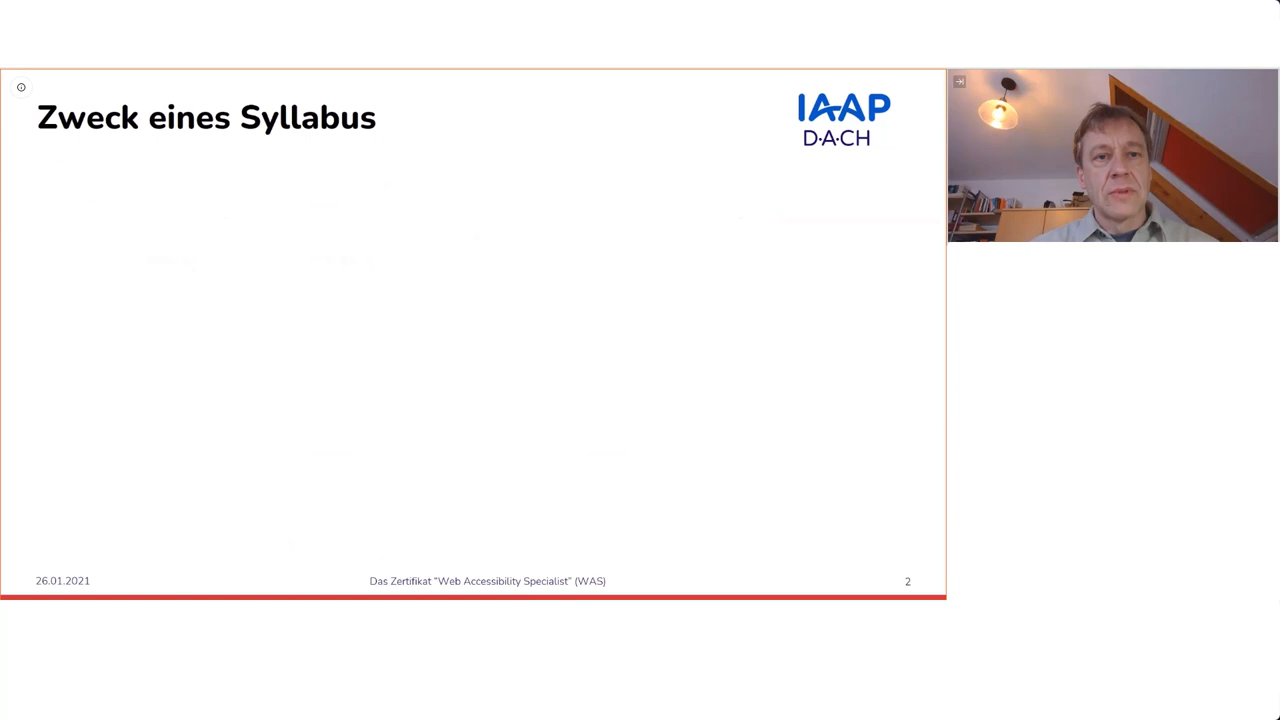 Zweck eines Syllabus
IAAP
D·A·CH
26.01.2021
Das Zertifikat "Web Accessibility Specialist" (WAS)
2